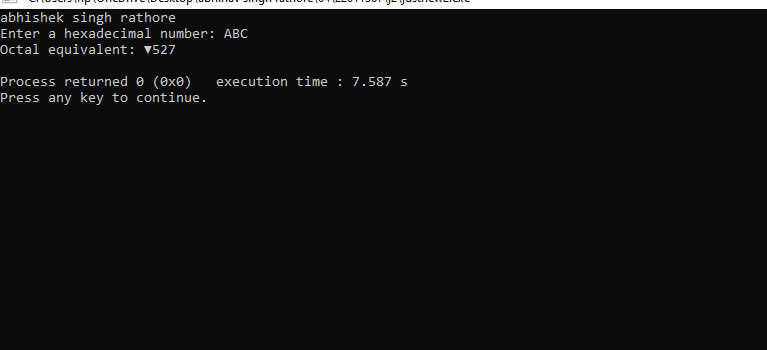 abhishek singh rathore
Enter a hexadecimal number: ABC
Octal equivalent: ▼527
Process returned 0 (0x0)   execution time : 7.587 s
Press any key to continue.